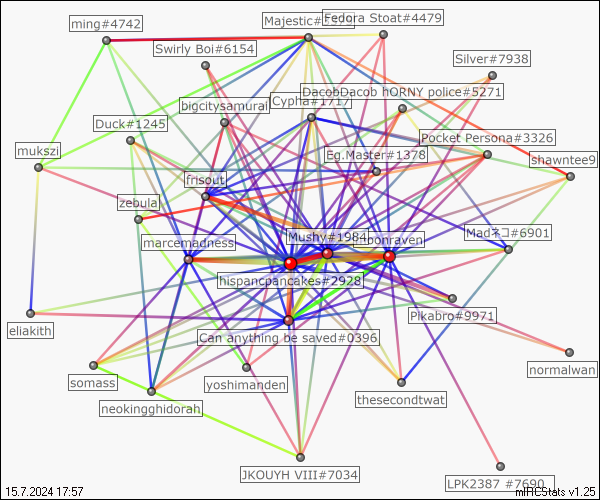 ming#4742
Majestic
Fedora Stoat#4479
Swirly Boi#6154
Silver#7938
DacobDacob hORNY police#5271
bigcitysamurai
Cypha#1717
Duck#1245
Pocket Persona#3326
mukszi
Eg.Master#1378
shawntee9
frisout
zebula
Mushy#1984
bonraven
Madネコ#6901
marcemadness
hispancpancakes#2928
Pikabro#9971
eliakith
Can anything be saved#0396
normalwan
somass
yoshimanden
thesecondtwat
neokingghidorah
JKOUYH VIII#7034
LPK2387 #7690
15.7.2024 17:57
mIRCStats v1.25